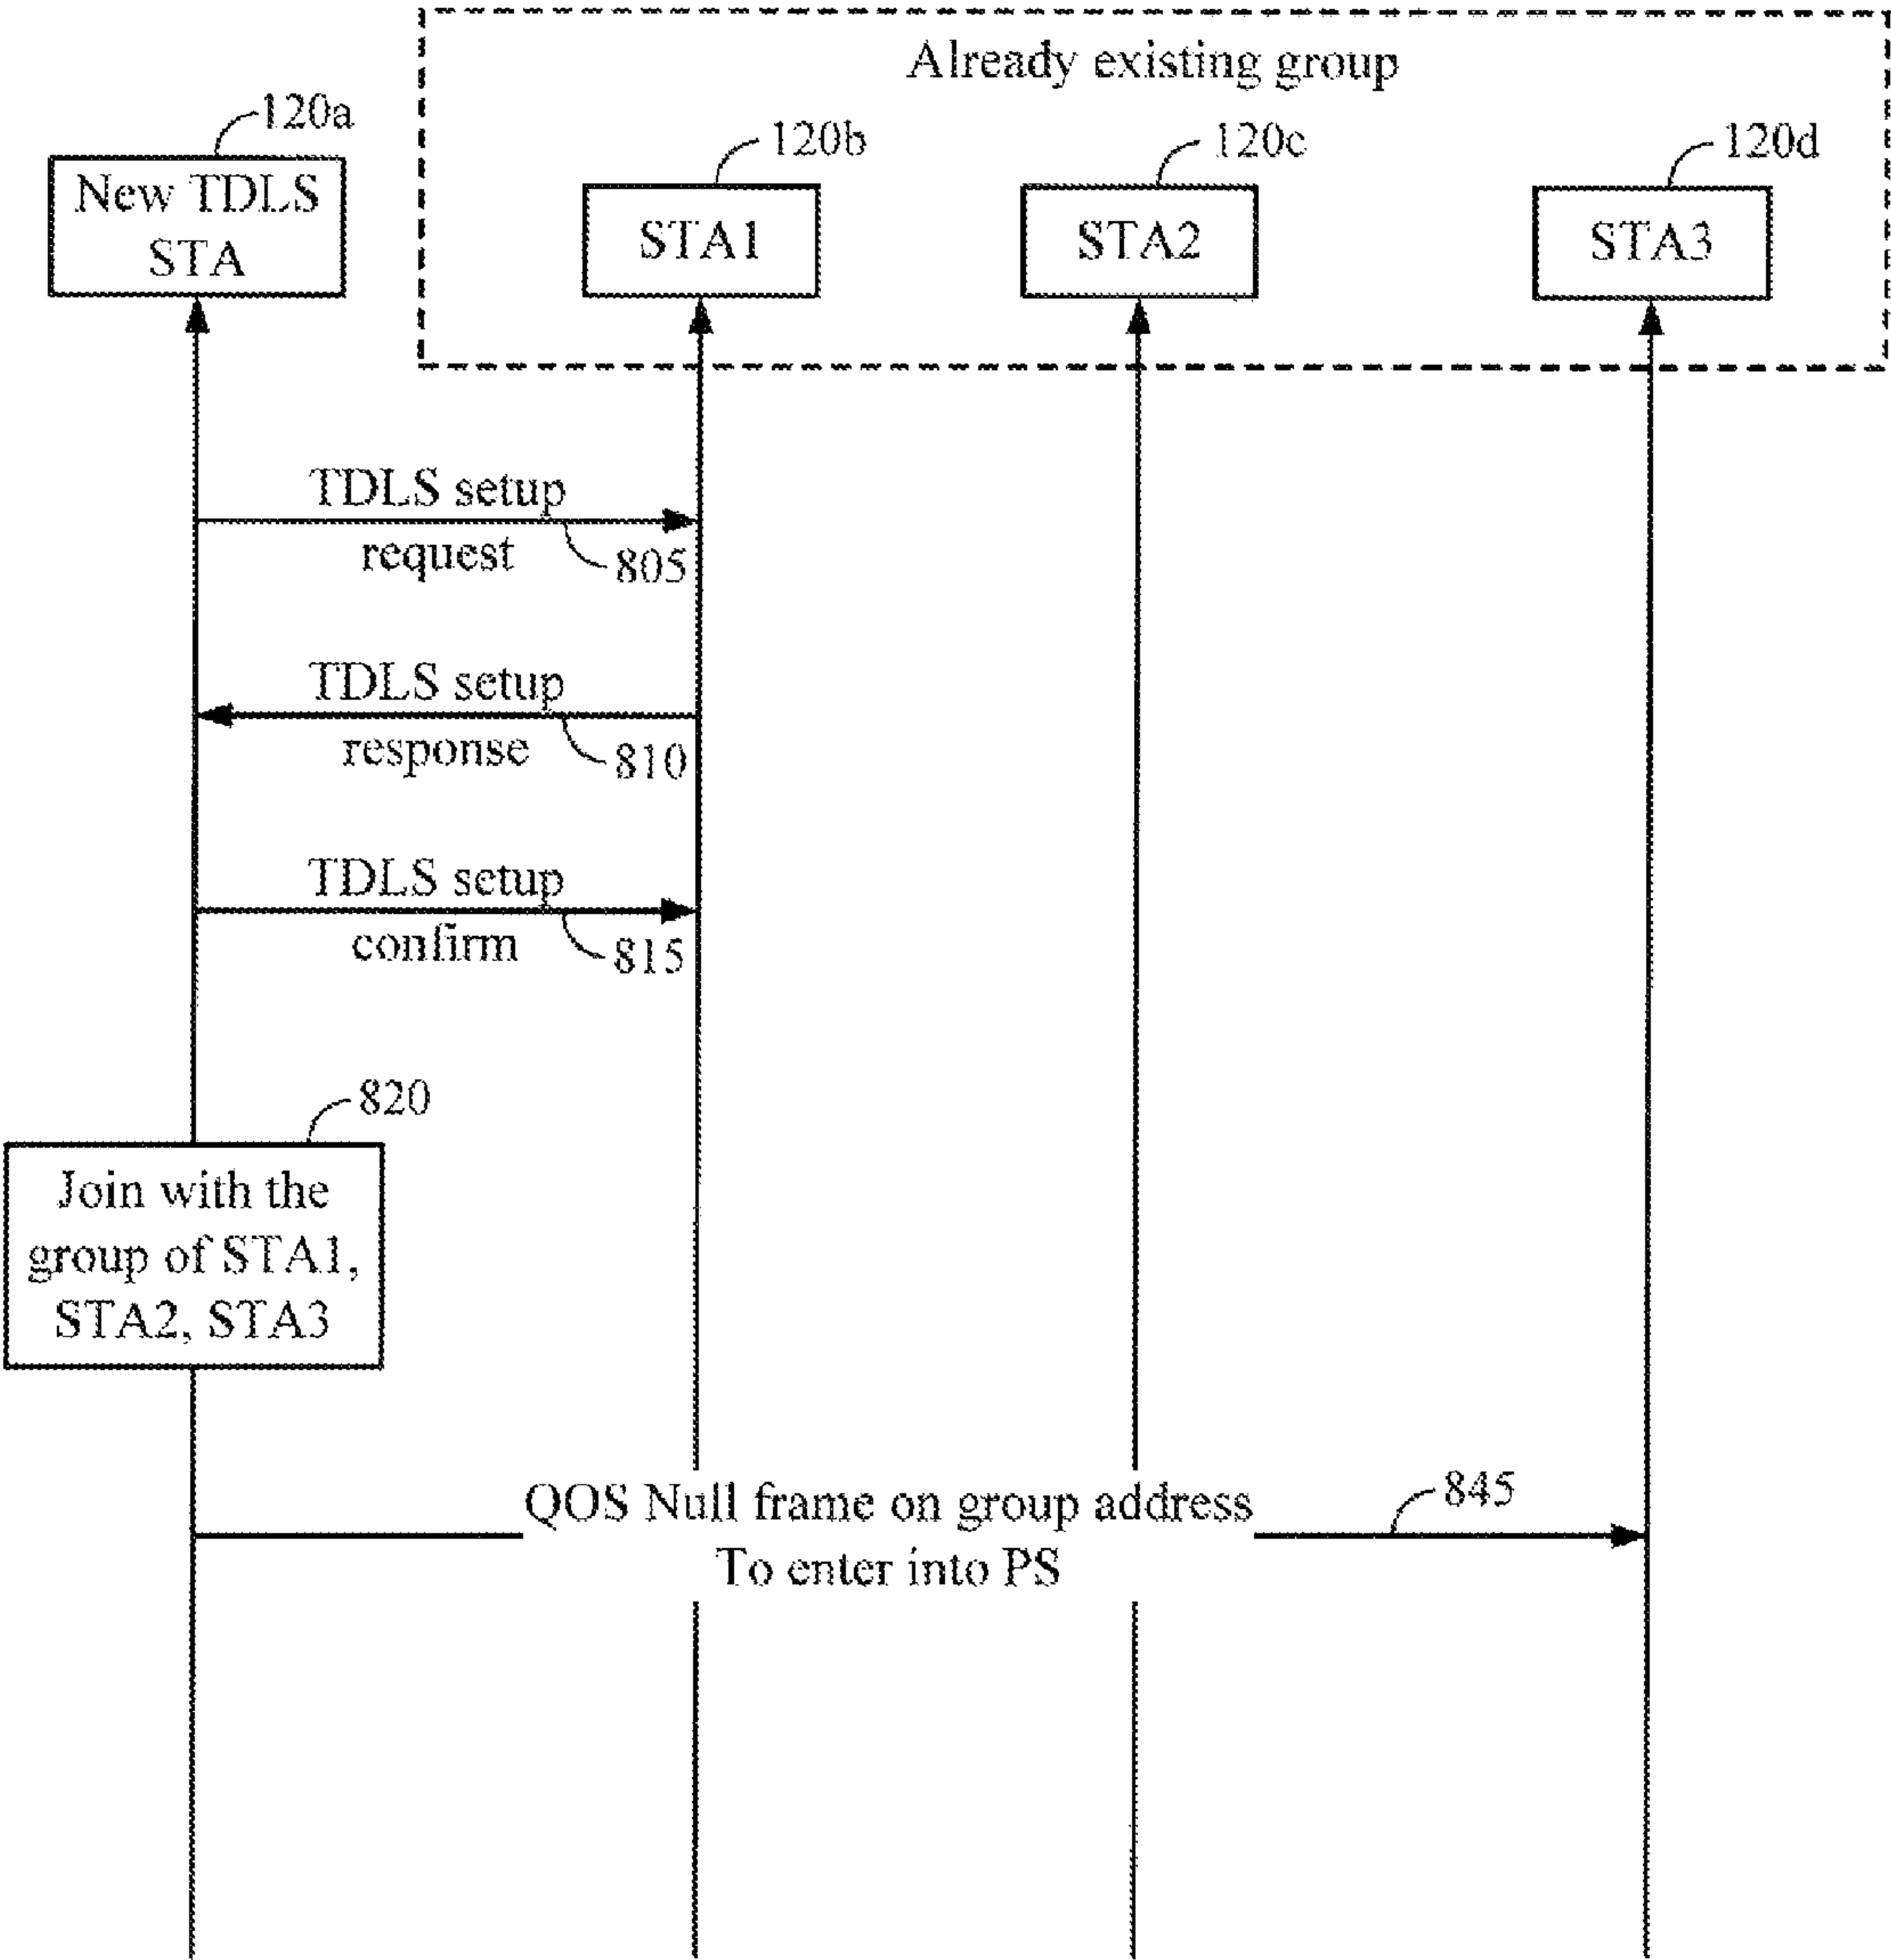 Already existing group
120a
120b
120c
120d
New TDLS
STA
STA1
STA2
STA3
TDLS setup
request
805
TDLS setup
response
810
TDLS setup
confirm
815
820
Join with the
group of STA1,
STA2, STA3
QOS Null frame on group address
To enter into PS
845